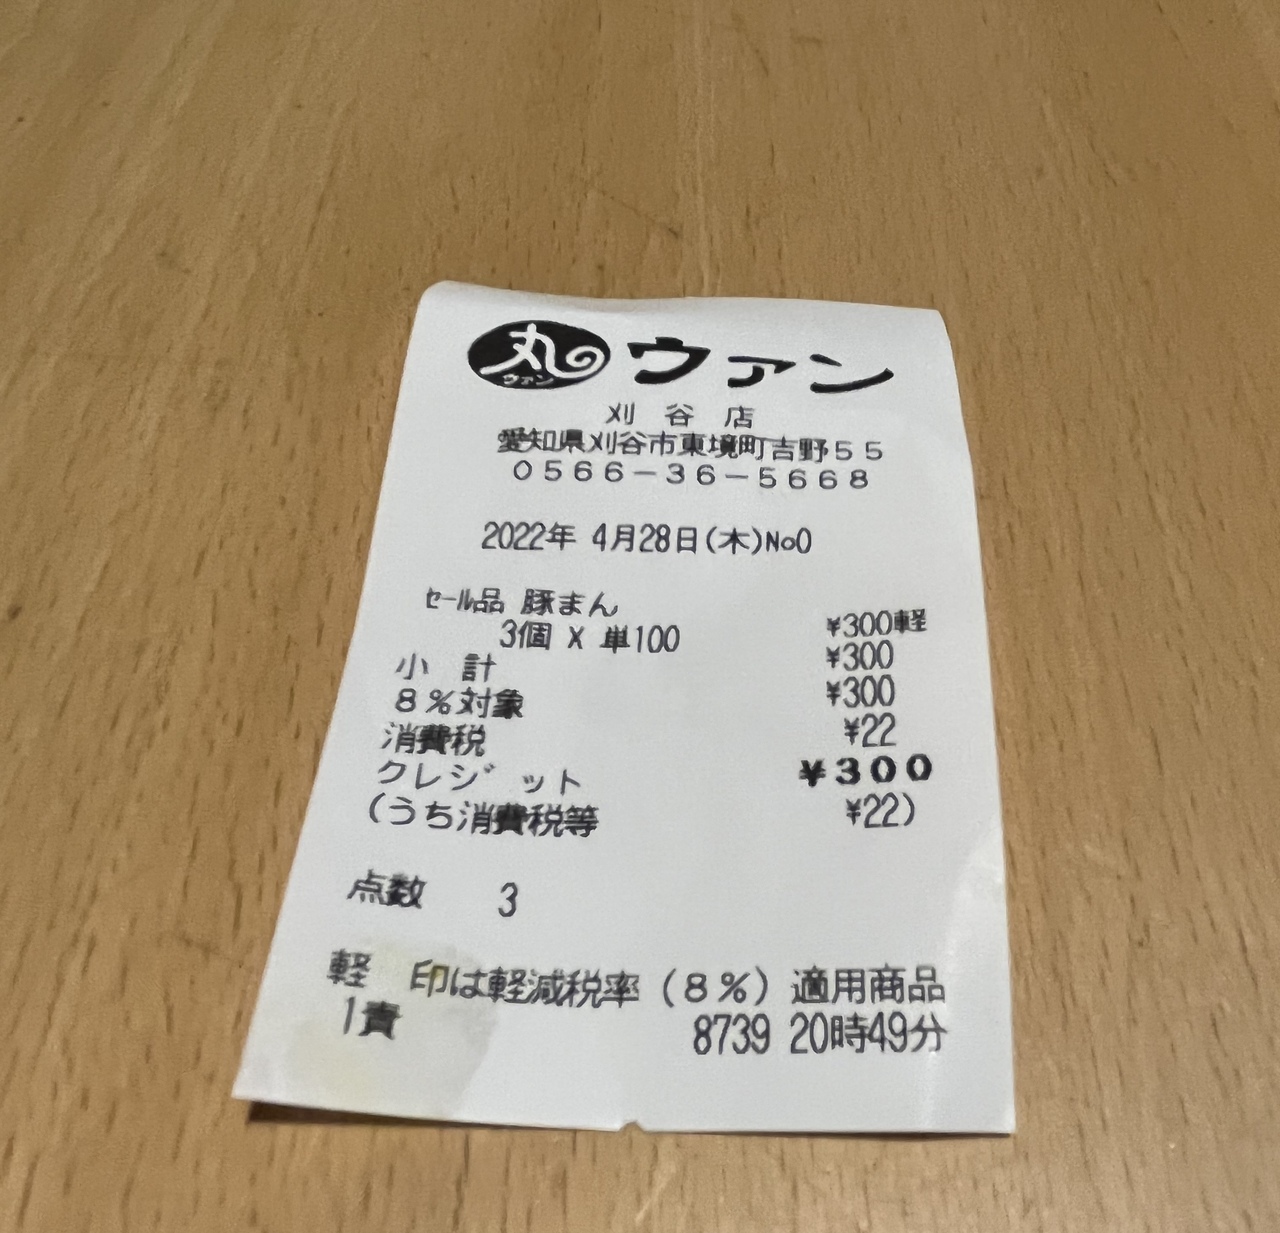 丸
ウァン
ウァン
刈 谷 店
愛知県刈谷市東境町吉野55
0566-36-5668
2022年 4月28日(木)No0
セール品 豚まん
3個 X 単100 ¥300軽
小 計 ¥300
8%対象 ¥300
消費税 ¥22
クレジット ¥300
(うち消費税等 ¥22)
点数 3
軽 印は軽減税率(8%)適用商品
1責 8739 20時49分